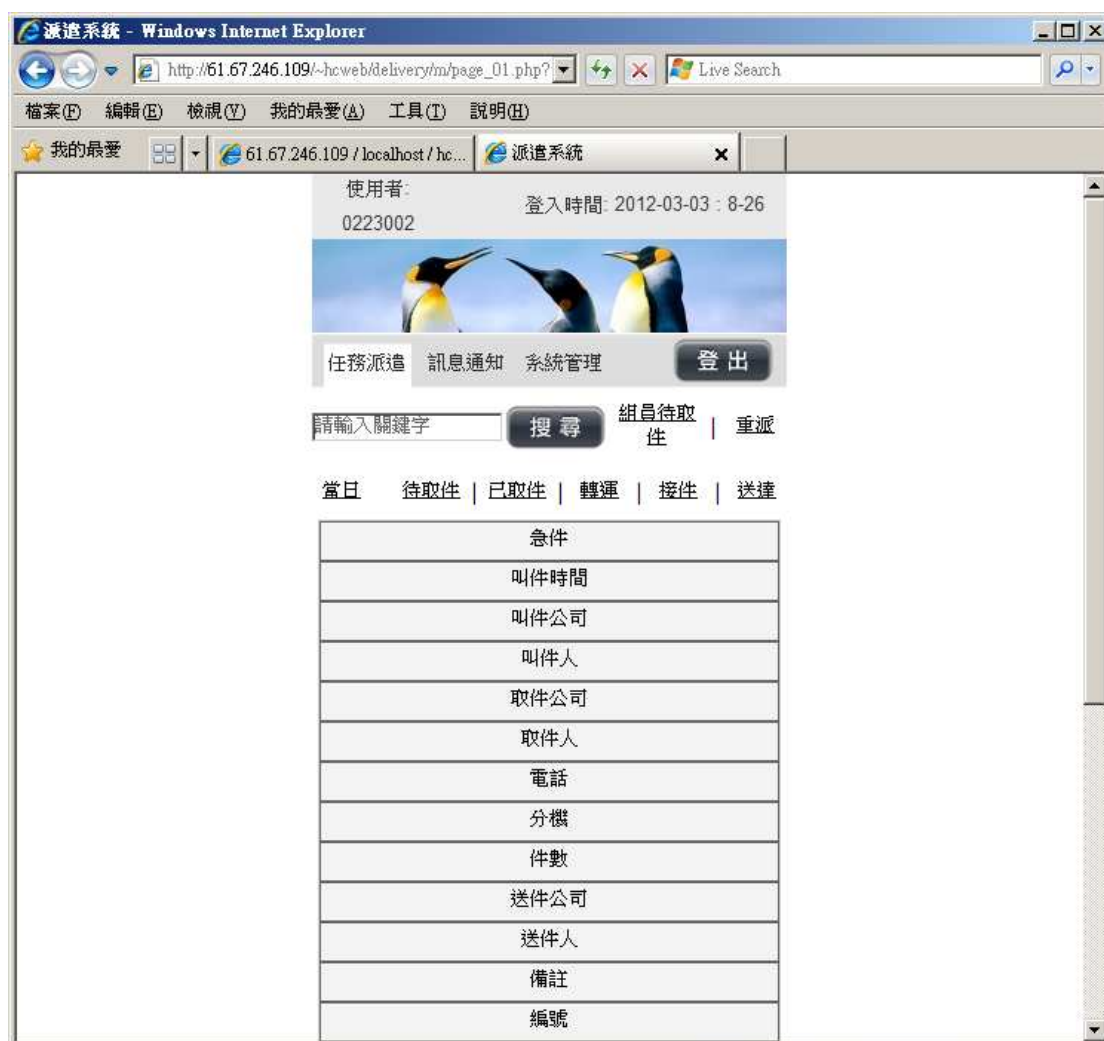 派遣系統 - Windows Internet Explorer
http://61.67.246.109/~hcweb/delivery/m/page_01.php?
Live Search
檔案(F) 編輯(E) 檢視(V) 我的最愛(A) 工具(T) 說明(H)
我的最愛
61.67.246.109 / localhost / hc...
派遣系統
使用者:
0223002
登入時間: 2012-03-03 : 8-26
任務派遣 訊息通知 系統管理 登出
請輸入關鍵字 搜尋
組員待取
件
| 重派
當日 待取件 | 已取件 | 轉運 | 接件 | 送達
急件
叫件時間
叫件公司
叫件人
取件公司
取件人
電話
分機
件數
送件公司
送件人
備註
編號